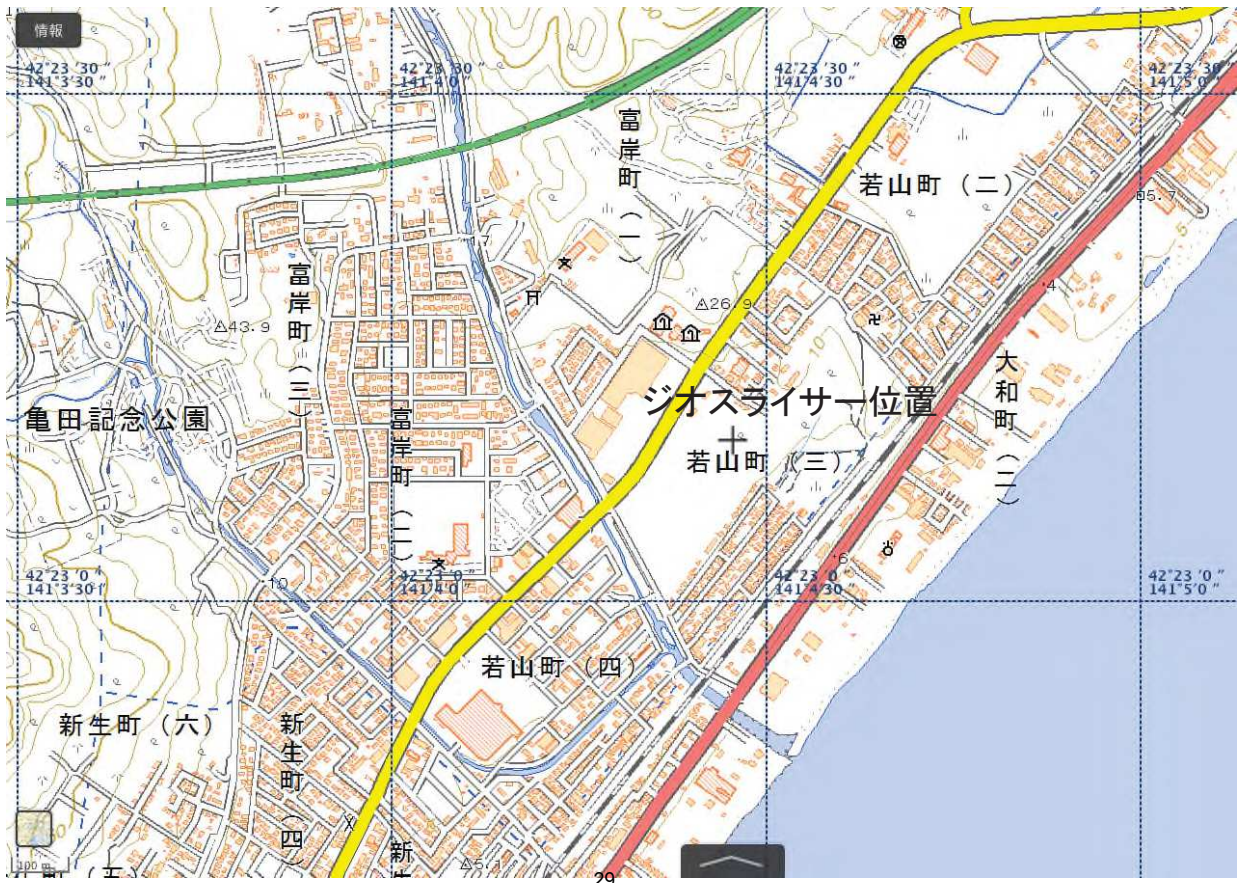 情報
42°23'30"
141°3'30"
42°23'30"
141°4'0"
42°23'30"
141°4'30"
42°23'30"
141°5'0"
富岸町（一）
若山町（二）
5.7
7
富岸町（三）
26.9
43.9
4
大和町（二）
亀田記念公園
富岸町（二）
ジオスライサー位置
若山町（三）
6
10
42°23'0"
141°3'30"
42°23'0"
141°4'0"
42°23'0"
141°4'30"
42°23'0"
141°5'0"
若山町（四）
新生町（六）
新生町（四）
新生
5.1
100 m
町（五）
29